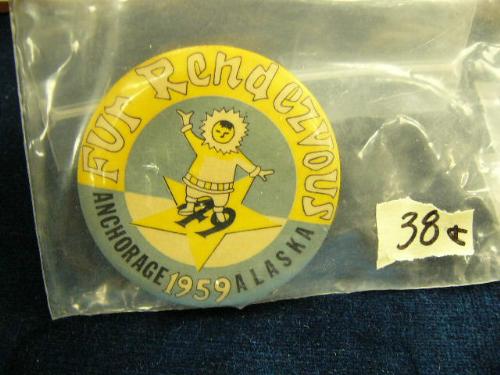 Fur Rendezvous
49
ANCHORAGE 1959 ALASKA
38